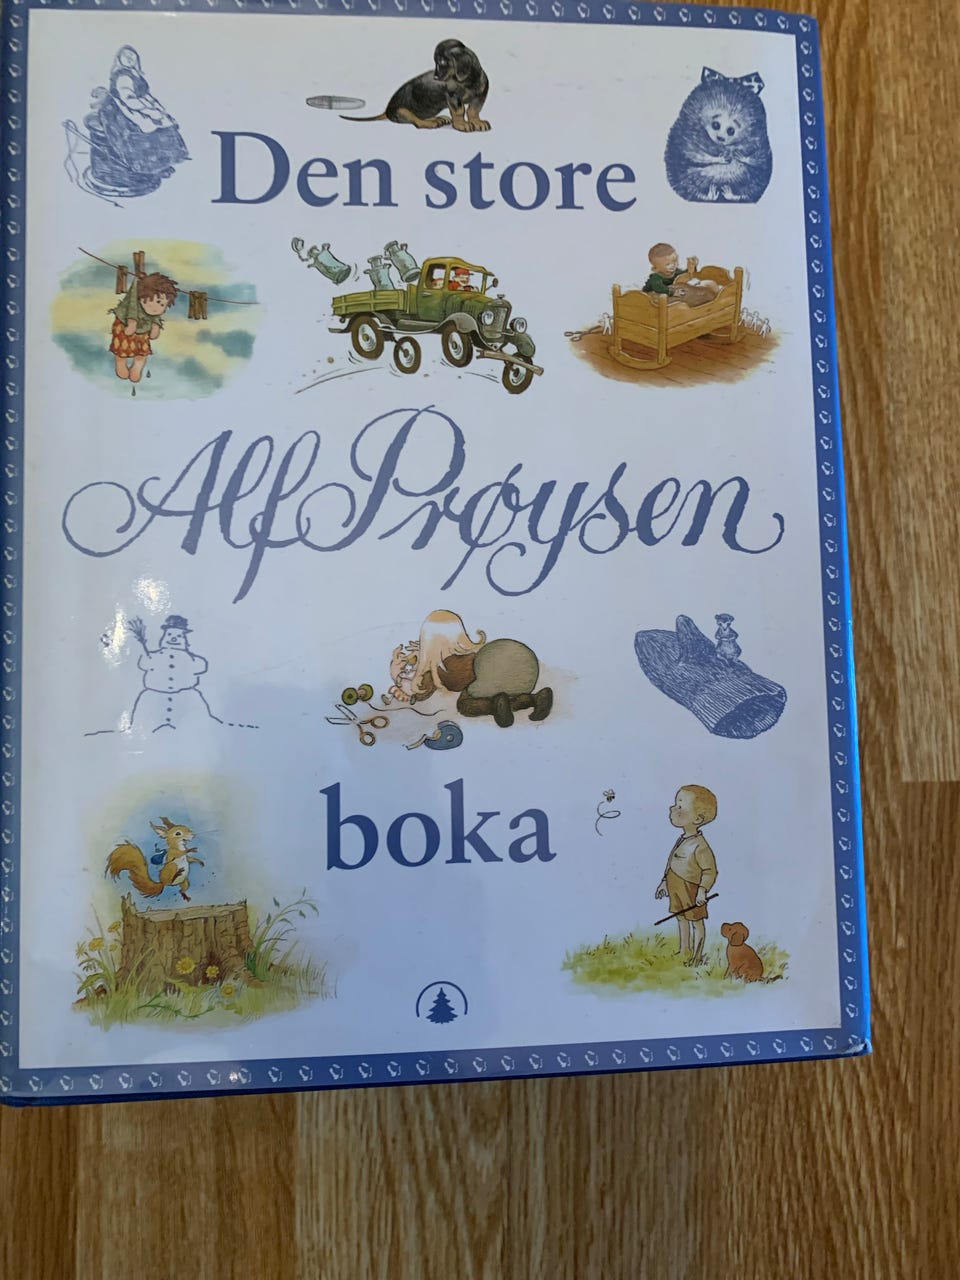 Den store
Alf Prøysen
boka